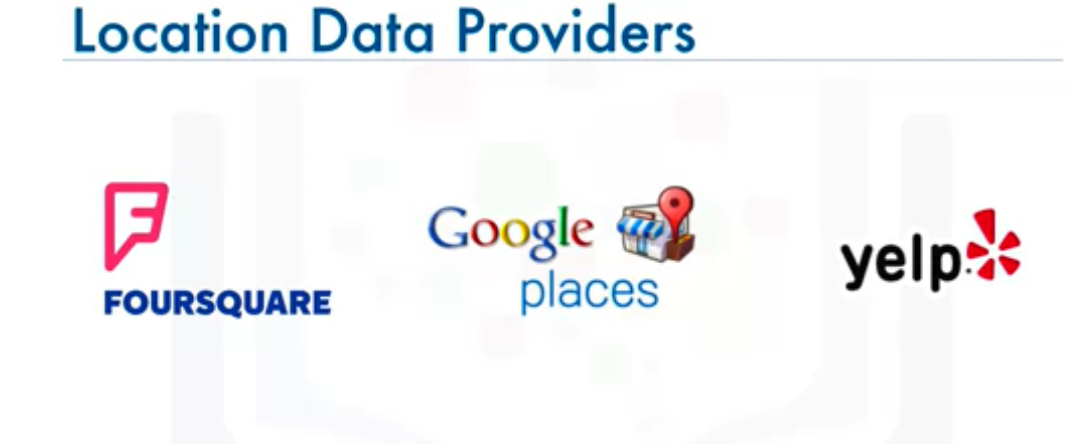 Location Data Providers
FOURSQUARE
Google
places
yelp